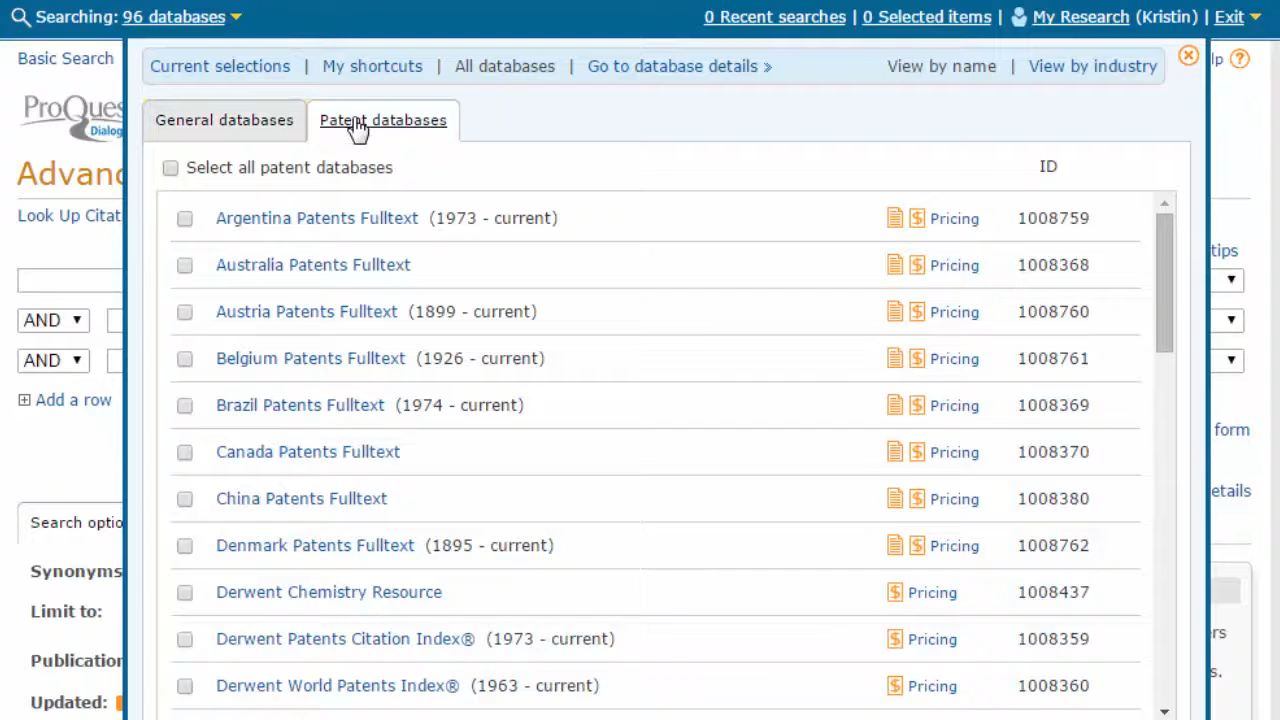 Searching: 96 databases
0 Recent searches | 0 Selected items | My Research (Kristin) | Exit
Basic Search
Current selections | My shortcuts | All databases | Go to database details »
View by name | View by industry
General databases
Patent databases
ProQues
Dialog
Select all patent databases
ID
Advanc
Look Up Citat
Argentina Patents Fulltext (1973 - current) Pricing 1008759
Australia Patents Fulltext Pricing 1008368
tips
Austria Patents Fulltext (1899 - current) Pricing 1008760
AND
Belgium Patents Fulltext (1926 - current) Pricing 1008761
AND
Brazil Patents Fulltext (1974 - current) Pricing 1008369
Add a row
Canada Patents Fulltext Pricing 1008370
form
China Patents Fulltext Pricing 1008380
etails
Search optio
Denmark Patents Fulltext (1895 - current) Pricing 1008762
Synonyms
Derwent Chemistry Resource Pricing 1008437
Limit to:
Derwent Patents Citation Index® (1973 - current) Pricing 1008359
Publication
Derwent World Patents Index® (1963 - current) Pricing 1008360
Updated: